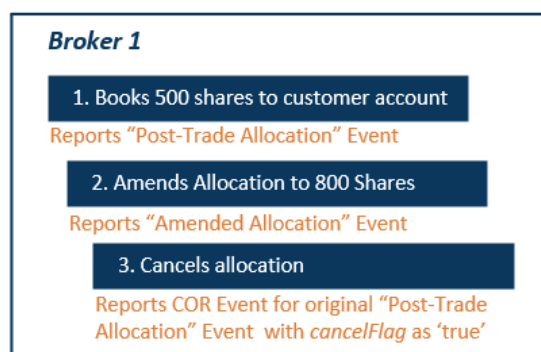 Broker 1
1. Books 500 shares to customer account
Reports “Post-Trade Allocation” Event
2. Amends Allocation to 800 Shares
Reports “Amended Allocation” Event
3. Cancels allocation
Reports COR Event for original “Post-Trade
Allocation” Event with cancelFlag as ‘true’